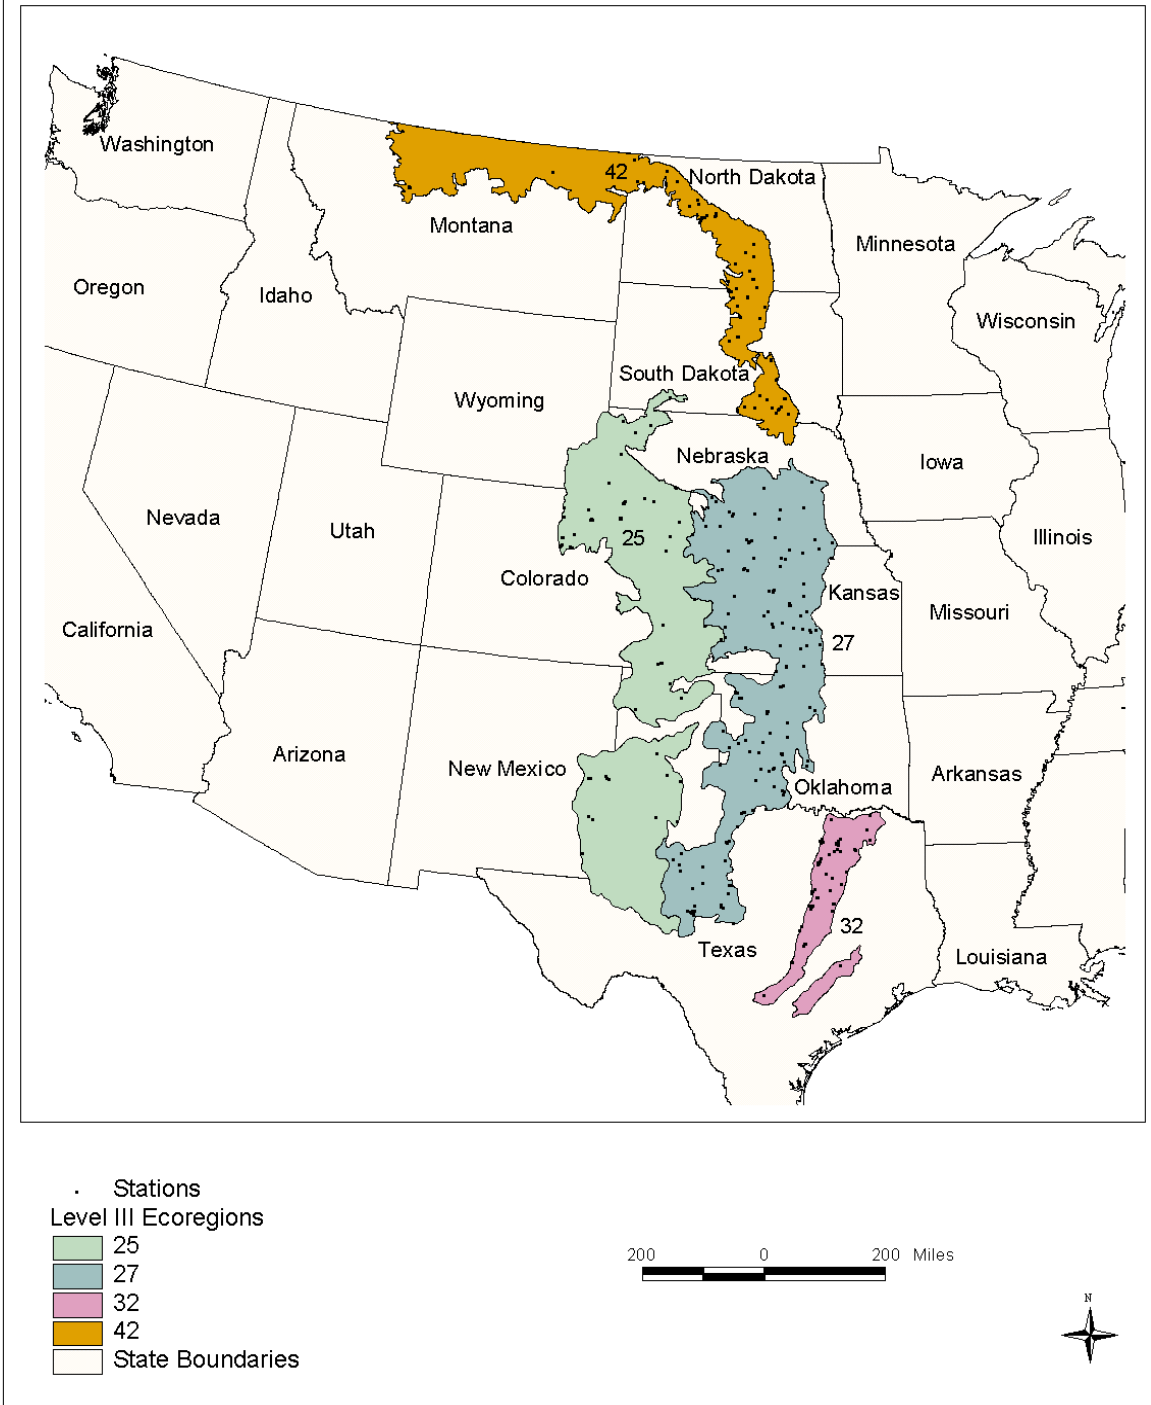 Washington
42
North Dakota
Montana
Minnesota
Oregon
Idaho
Wisconsin
South Dakota
Wyoming
Nebraska
Iowa
Nevada
Utah
25
Illinois
Colorado
Kansas
Missouri
California
27
Arizona
New Mexico
Arkansas
Oklahoma
32
Texas
Louisiana
Stations
Level III Ecoregions
25
27
32
42
State Boundaries
200 0 200 Miles
N